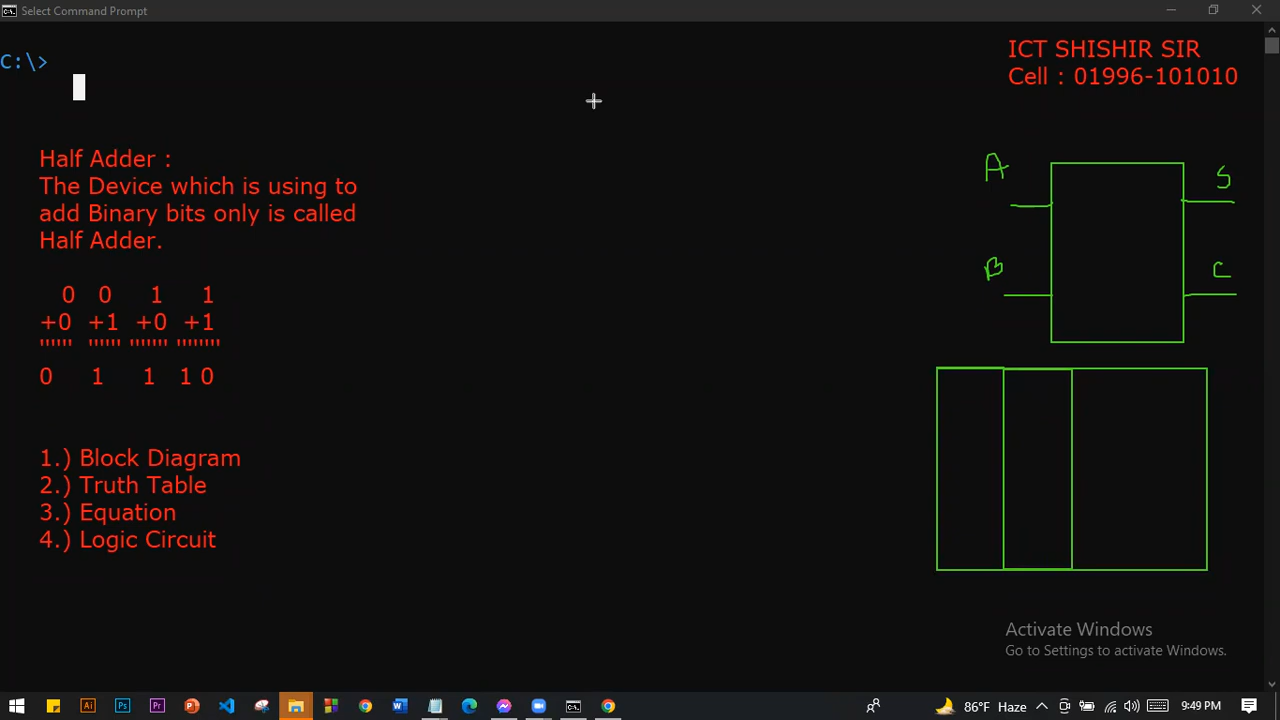 Select Command Prompt
C:\>
ICT SHISHIR SIR
Cell : 01996-101010
Half Adder :
The Device which is using to
add Binary bits only is called
Half Adder.
0 0 1 1
+0 +1 +0 +1
'''''' '''''' ''''''' ''''''''
0 1 1 1 0
1.) Block Diagram
2.) Truth Table
3.) Equation
4.) Logic Circuit
A
S
B
C
Activate Windows
Go to Settings to activate Windows.
86°F Haze
9:49 PM